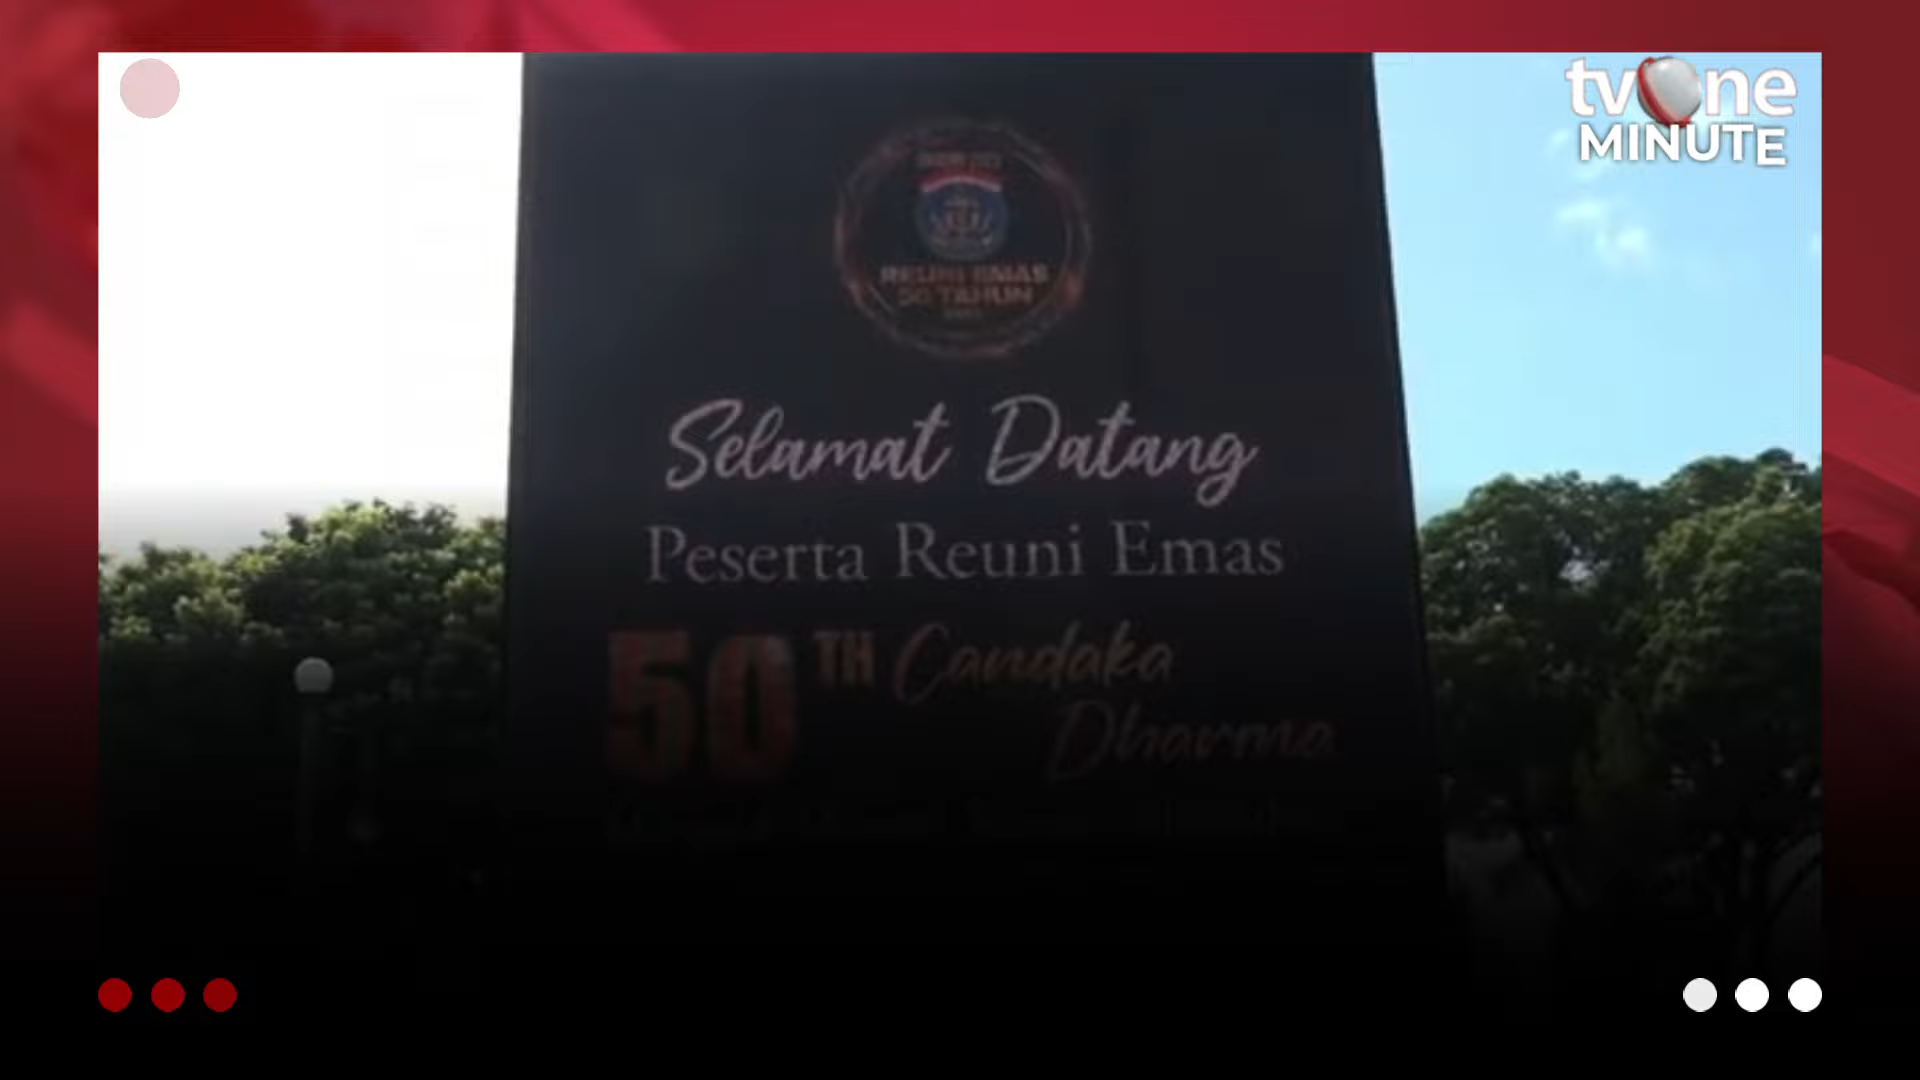 tvOne
MINUTE
REUNI EMAS
50 TAHUN
Selamat Datang
Peserta Reuni Emas
50 TH Candaka
Dharma